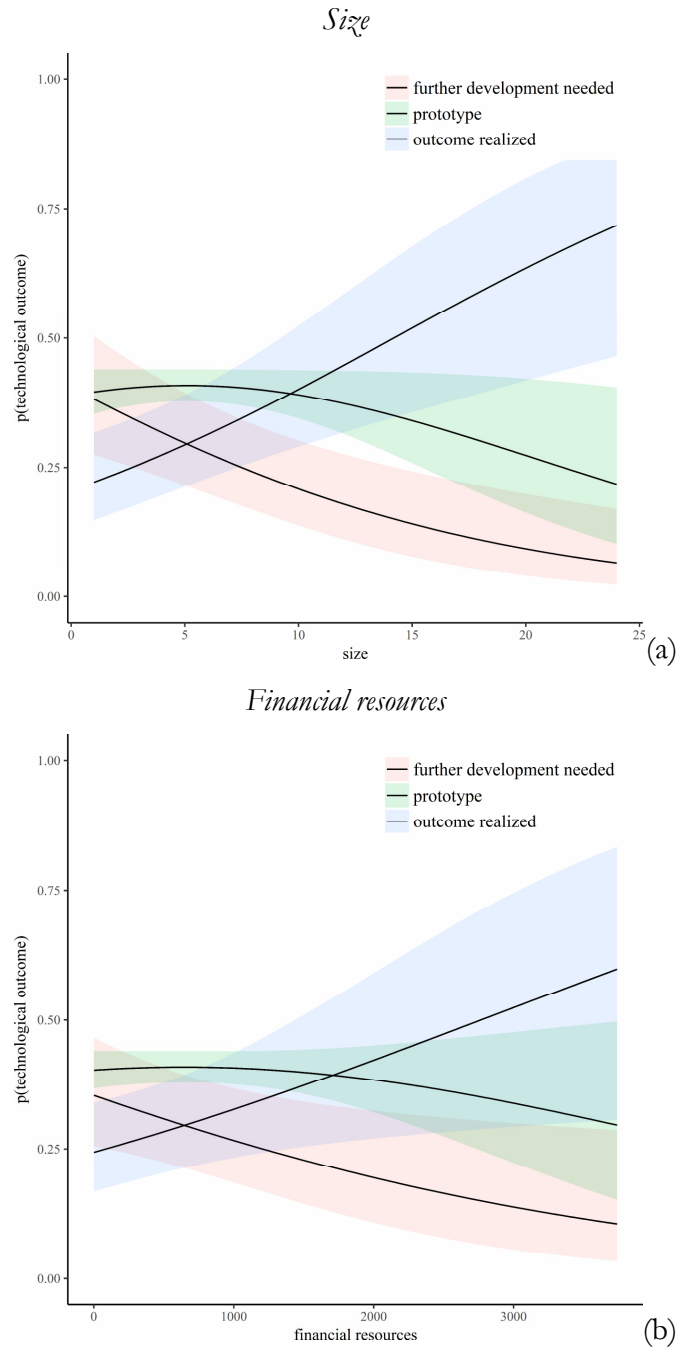 Size
1.00
further development needed
prototype
outcome realized
0.75
p(technological outcome)
0.50
0.25
0.00
0 5 10 15 20 25
size
(a)
Financial resources
1.00
further development needed
prototype
outcome realized
0.75
p(technological outcome)
0.50
0.25
0.00
0 1000 2000 3000
financial resources
(b)